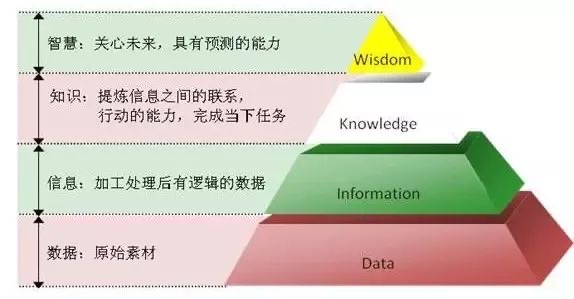 智慧：关心未来，具有预测的能力
Wisdom
知识：提炼信息之间的联系，
行动的能力，完成当下任务
Knowledge
信息：加工处理后有逻辑的数据
Information
数据：原始素材
Data